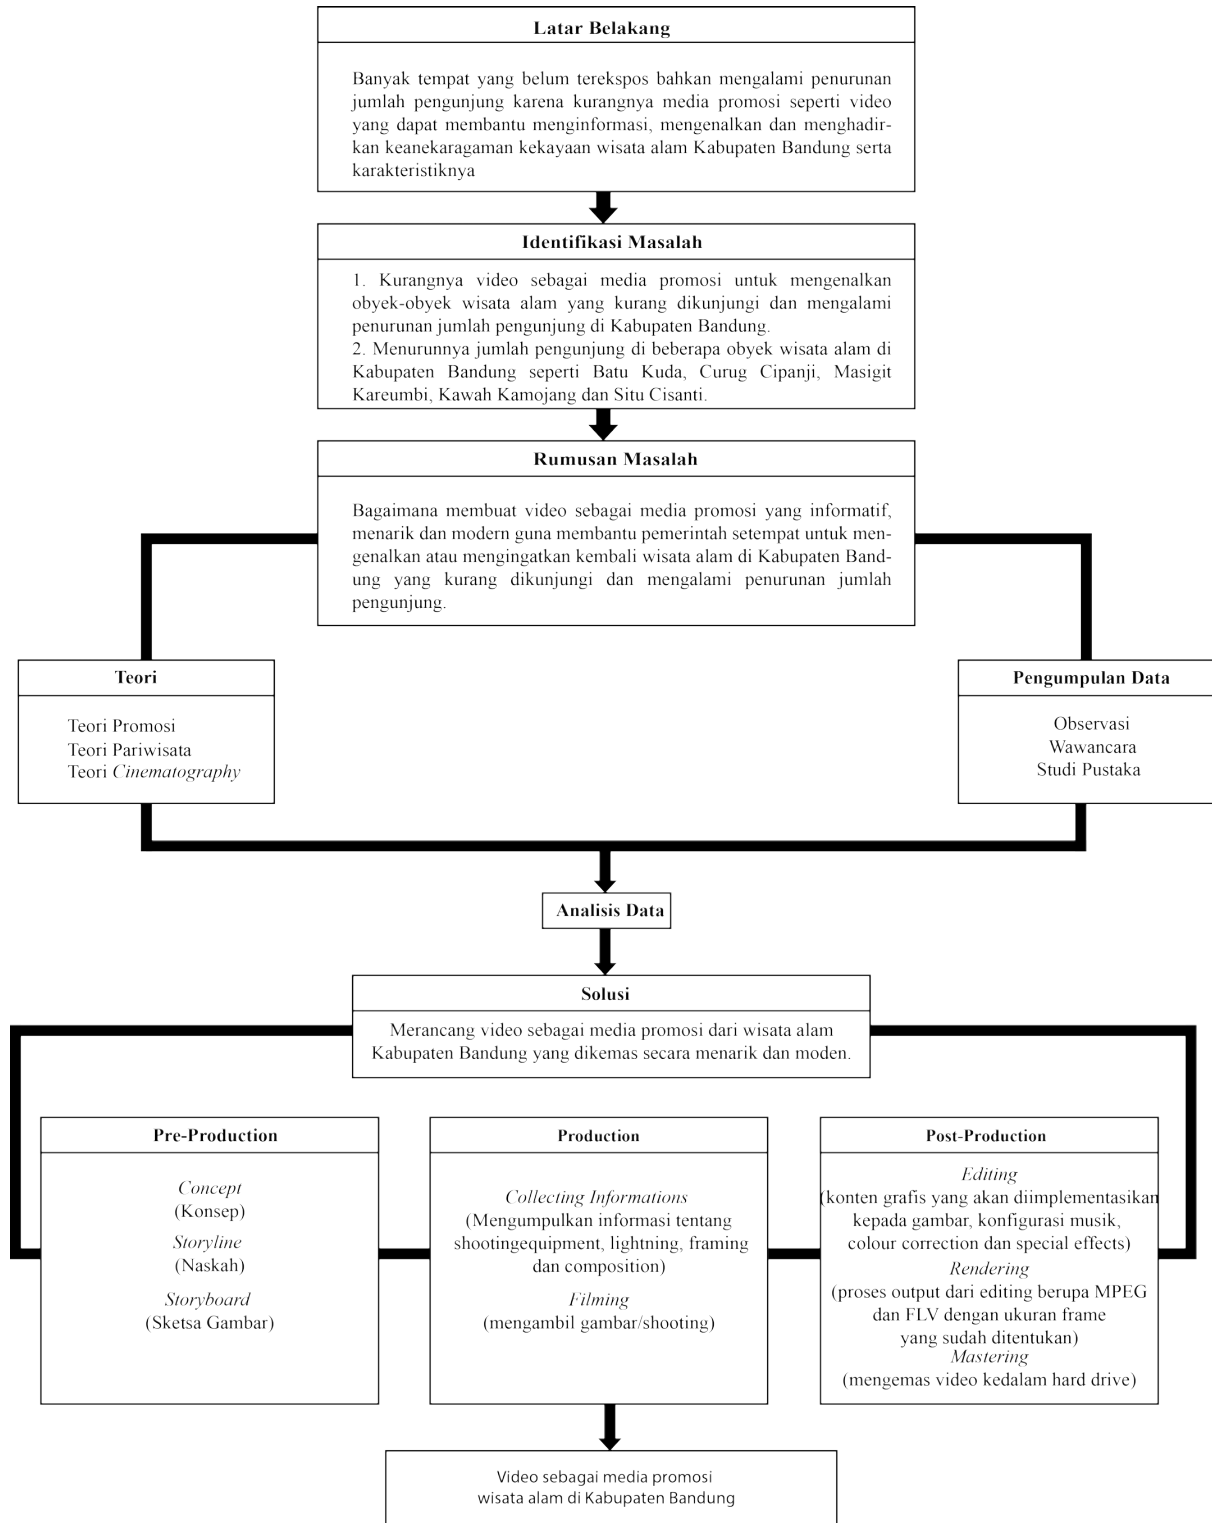 Latar Belakang
Banyak tempat yang belum terekspos bahkan mengalami penurunan
jumlah pengunjung karena kurangnya media promosi seperti video
yang dapat membantu menginformasi, mengenalkan dan menghadir-
kan keanekaragaman kekayaan wisata alam Kabupaten Bandung serta
karakteristiknya
Identifikasi Masalah
1. Kurangnya video sebagai media promosi untuk mengenalkan
obyek-obyek wisata alam yang kurang dikunjungi dan mengalami
penurunan jumlah pengunjung di Kabupaten Bandung.
2. Menurunnya jumlah pengunjung di beberapa obyek wisata alam di
Kabupaten Bandung seperti Batu Kuda, Curug Cipanji, Masigit
Kareumbi, Kawah Kamojang dan Situ Cisanti.
Rumusan Masalah
Bagaimana membuat video sebagai media promosi yang informatif,
menarik dan modern guna membantu pemerintah setempat untuk men-
genalkan atau mengingatkan kembali wisata alam di Kabupaten Band-
ung yang kurang dikunjungi dan mengalami penurunan jumlah
pengunjung.
Teori
Teori Promosi
Teori Pariwisata
Teori Cinematography
Pengumpulan Data
Observasi
Wawancara
Studi Pustaka
Analisis Data
Solusi
Merancang video sebagai media promosi dari wisata alam
Kabupaten Bandung yang dikemas secara menarik dan moden.
Pre-Production
Concept
(Konsep)
Storyline
(Naskah)
Storyboard
(Sketsa Gambar)
Production
Collecting Informations
(Mengumpulkan informasi tentang
shootingequipment, lightning, framing
dan composition)
Filming
(mengambil gambar/shooting)
Post-Production
Editing
(konten grafis yang akan diimplementasikan
kepada gambar, konfigurasi musik,
colour correction dan special effects)
Rendering
(proses output dari editing berupa MPEG
dan FLV dengan ukuran frame
yang sudah ditentukan)
Mastering
(mengemas video kedalam hard drive)
Video sebagai media promosi
wisata alam di Kabupaten Bandung